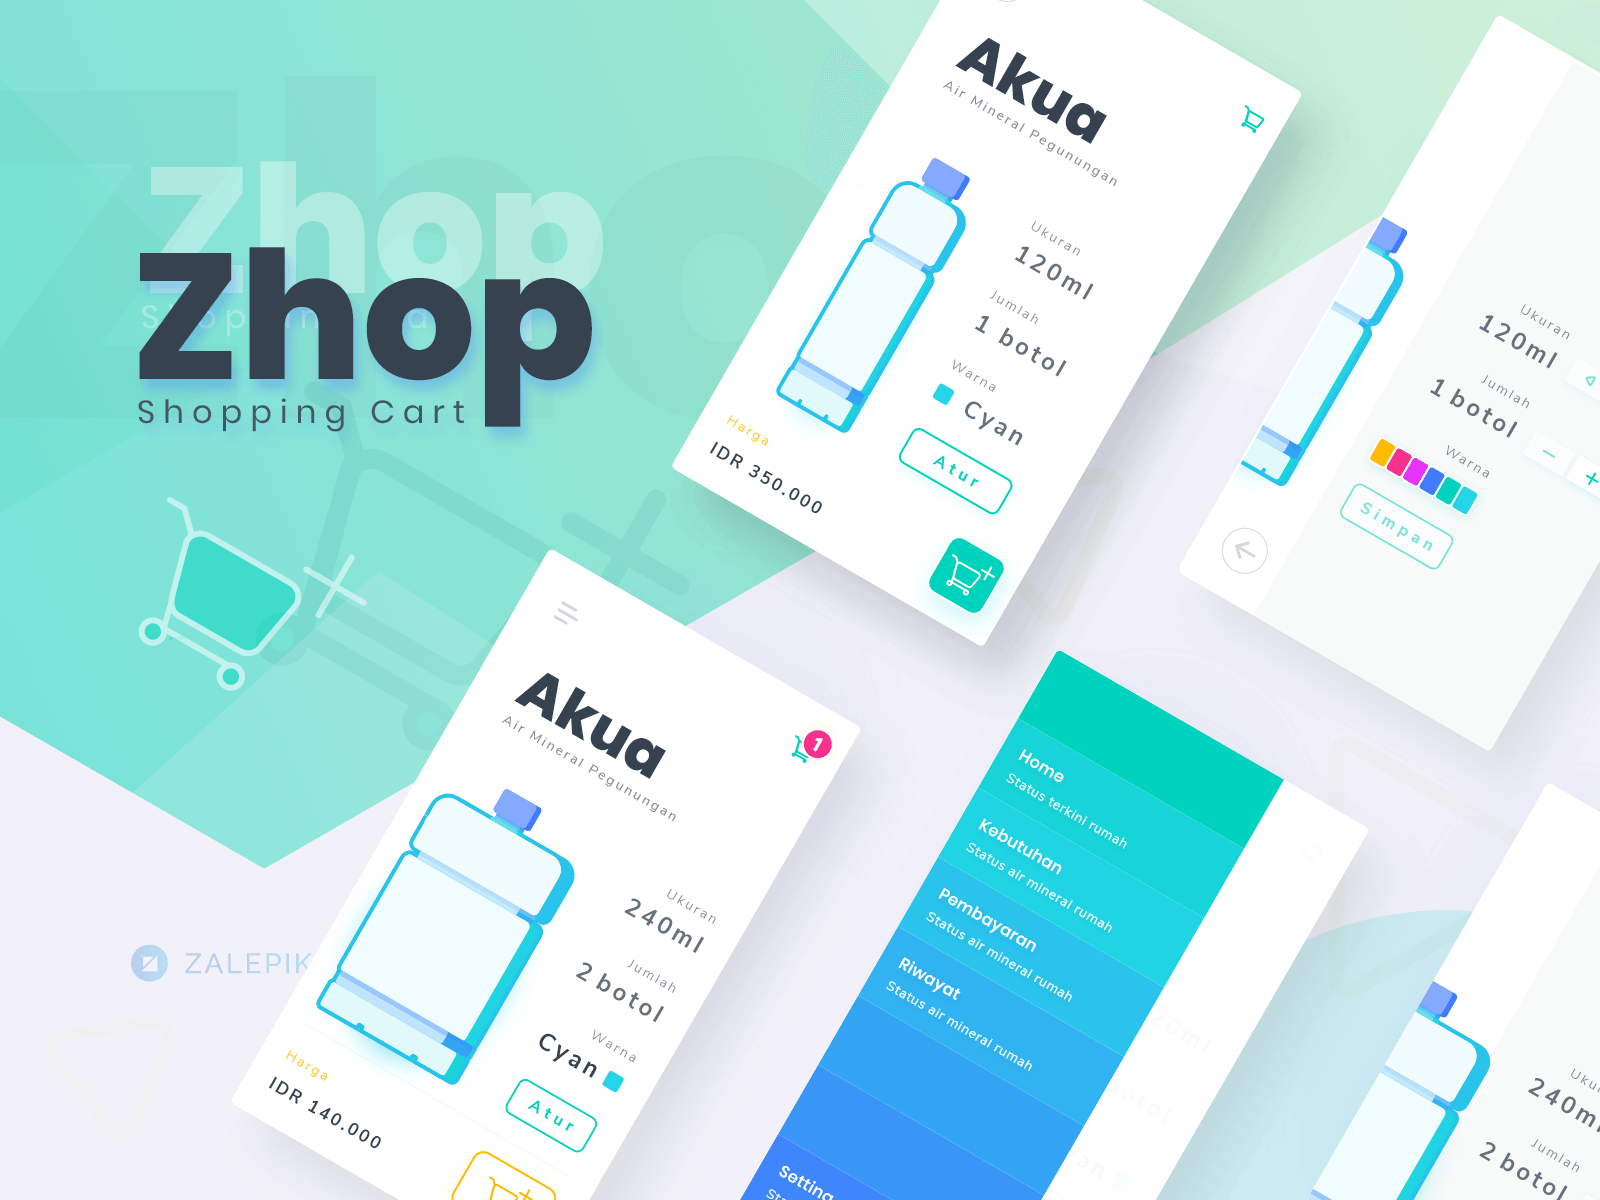 Zhop
Zhop
Shopping Cart
ZALEPIK
Akua
Air Mineral Pegunungan
Ukuran
120ml
Jumlah
1 botol
Warna
Cyan
Atur
Harga
IDR 350.000
Ukuran
120ml
Jumlah
1 botol
Warna
Simpan
Akua
Air Mineral Pegunungan
1
Ukuran
240ml
Jumlah
2 botol
Warna
Cyan
Atur
Harga
IDR 140.000
Home
Status terkini rumah
Kebutuhan
Status air mineral rumah
Pembayaran
Status air mineral rumah
Riwayat
Status air mineral rumah
Setting
240ml
Jumlah
2 botol